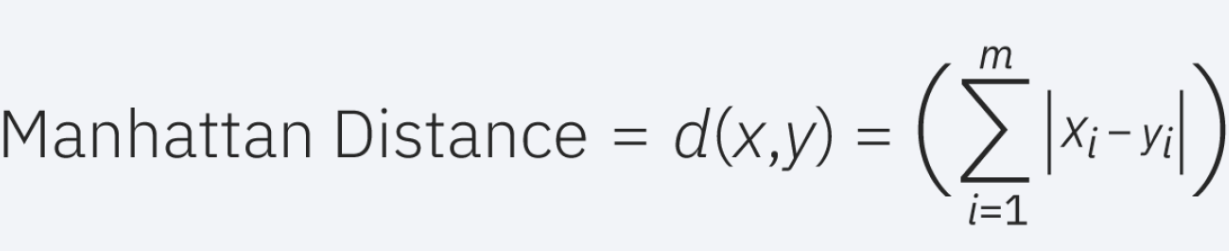 Manhattan Distance = d(x,y) = (∑_{i=1}^{m} |x_i - y_i|)